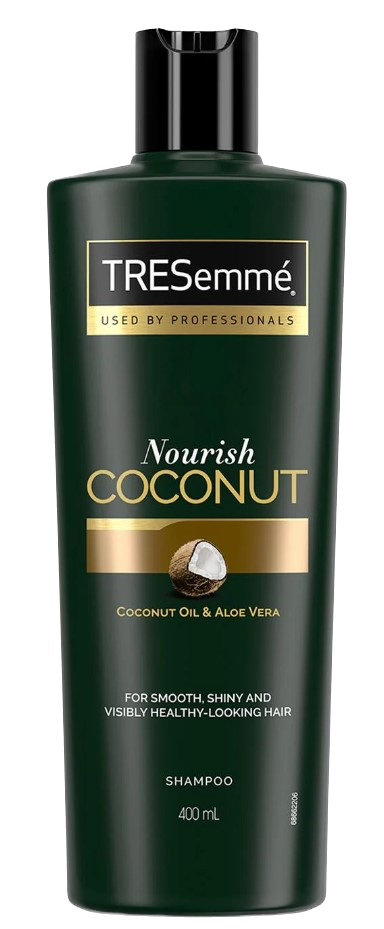 TRESemmé®
USED BY PROFESSIONALS
Nourish
COCONUT
COCONUT OIL & ALOE VERA
FOR SMOOTH, SHINY AND
VISIBLY HEALTHY-LOOKING HAIR
SHAMPOO
400 mL
68662206